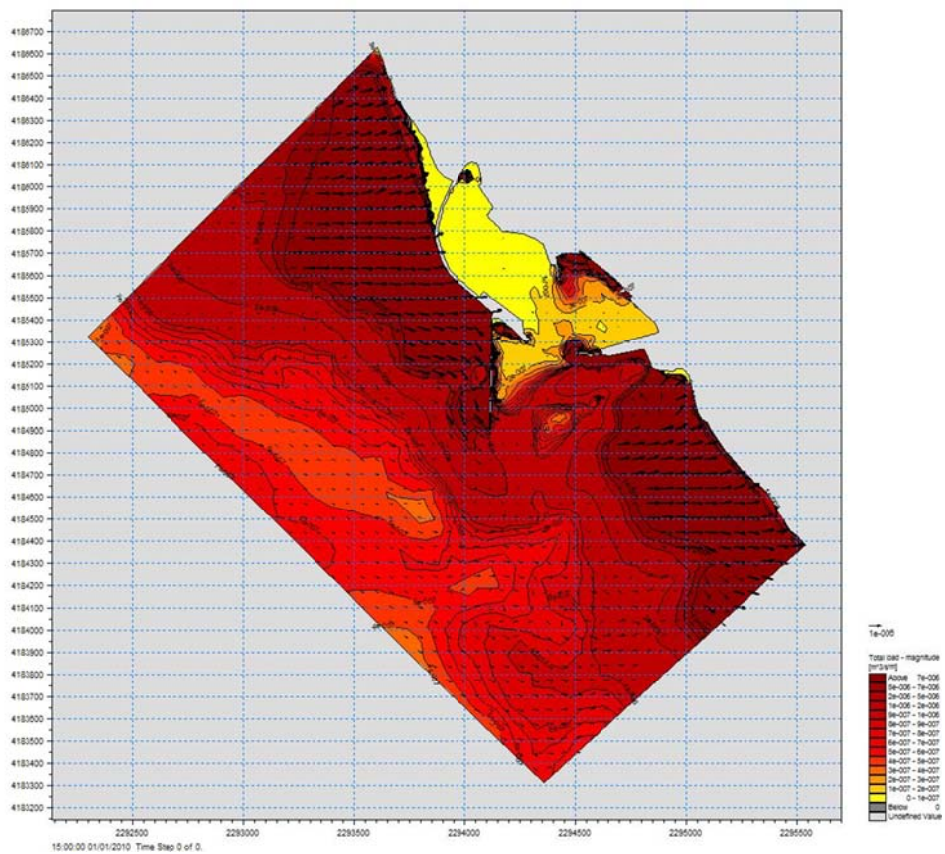 4186700
4186600
4186500
4186400
4186300
4186200
4186100
4186000
4185900
4185800
4185700
4185600
4185500
4185400
4185300
4185200
4185100
4185000
4184900
4184800
4184700
4184600
4184500
4184400
4184300
4184200
4184100
4184000
4183900
4183800
4183700
4183600
4183500
4183400
4183300
4183200
2292500 2293000 2293500 2294000 2294500 2295000 2295500
15:00:00 01/01/2010 Time Step 0 of 0.
1e-006
Total load - magnitude
[m^3/s/m]
Above 7e-006
5e-006 - 7e-006
2e-006 - 5e-006
1e-006 - 2e-006
9e-007 - 1e-006
8e-007 - 9e-007
7e-007 - 8e-007
6e-007 - 7e-007
5e-007 - 6e-007
4e-007 - 5e-007
3e-007 - 4e-007
2e-007 - 3e-007
1e-007 - 2e-007
0 - 1e-007
Below 0
Undefined Value